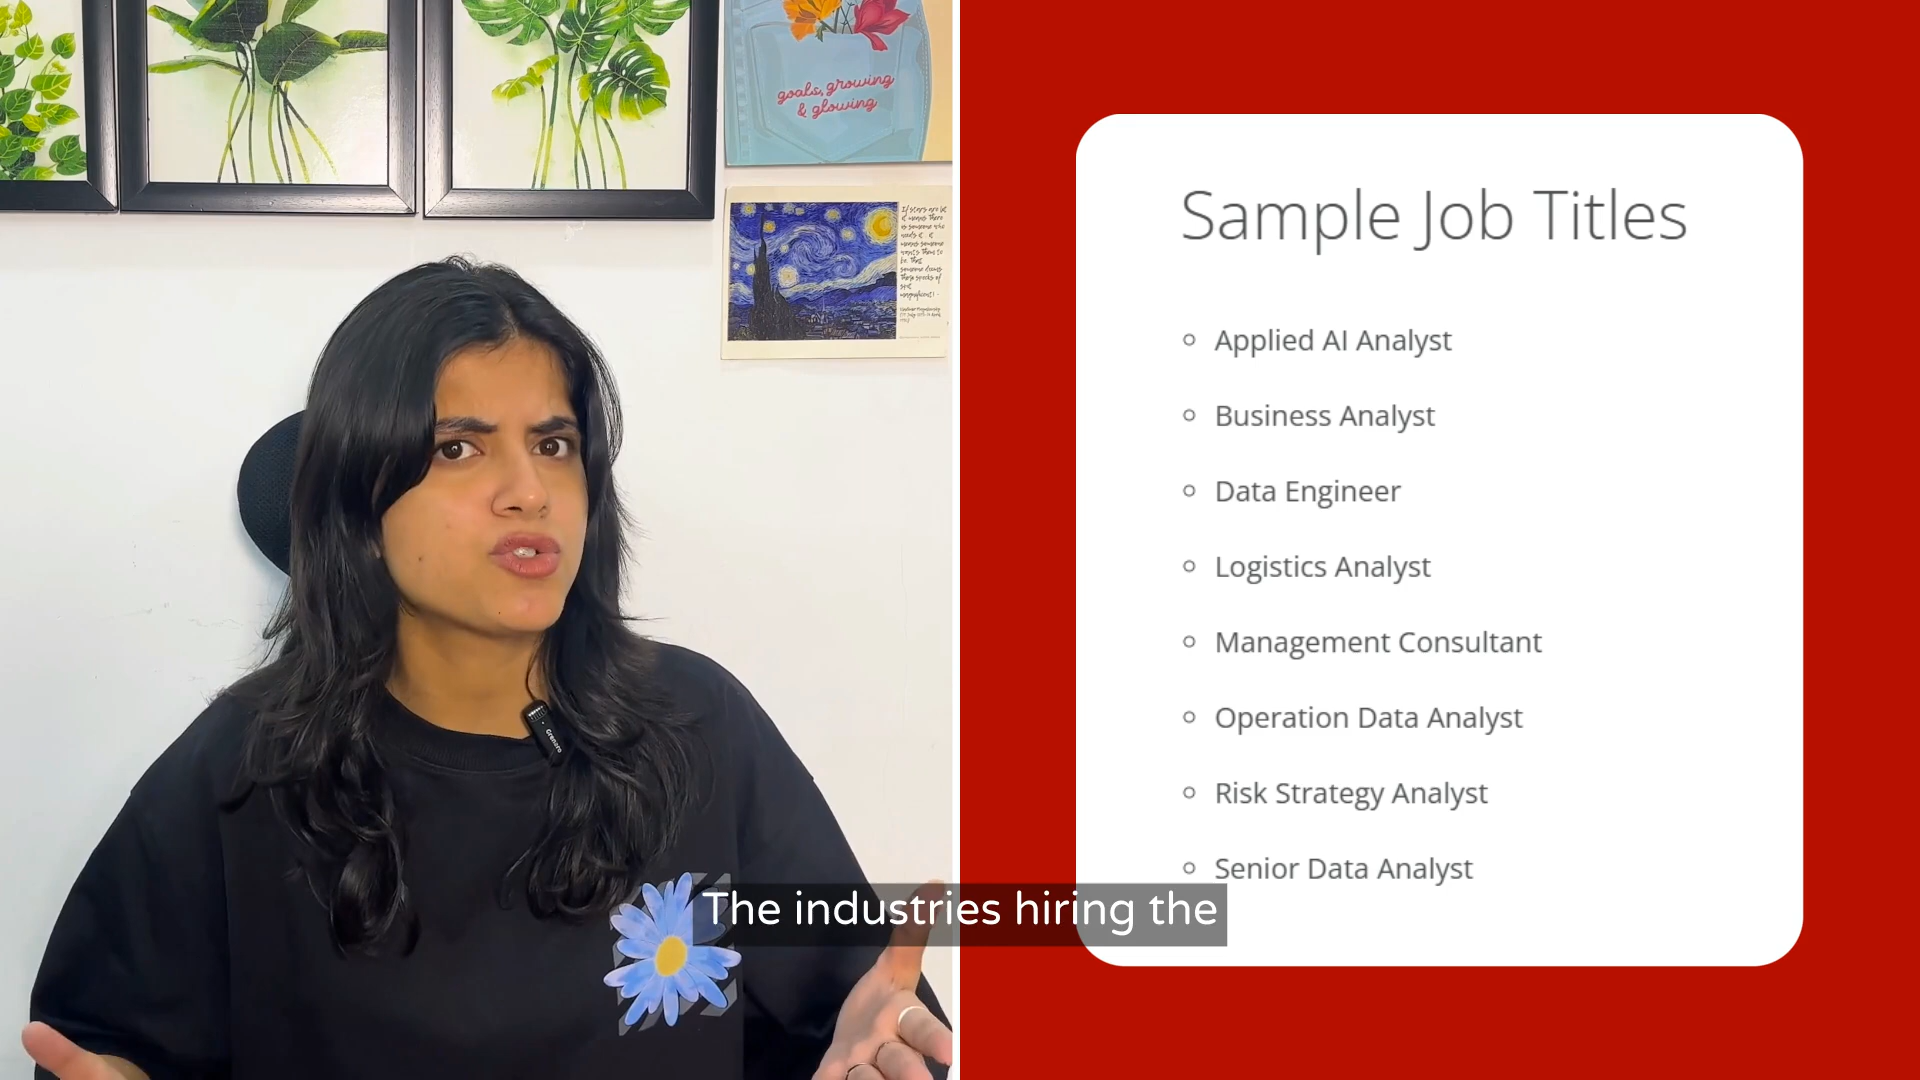 goals, growing
& glowing
Sample Job Titles
Applied AI Analyst
Business Analyst
Data Engineer
Logistics Analyst
Management Consultant
Operation Data Analyst
Risk Strategy Analyst
Senior Data Analyst
The industries hiring the